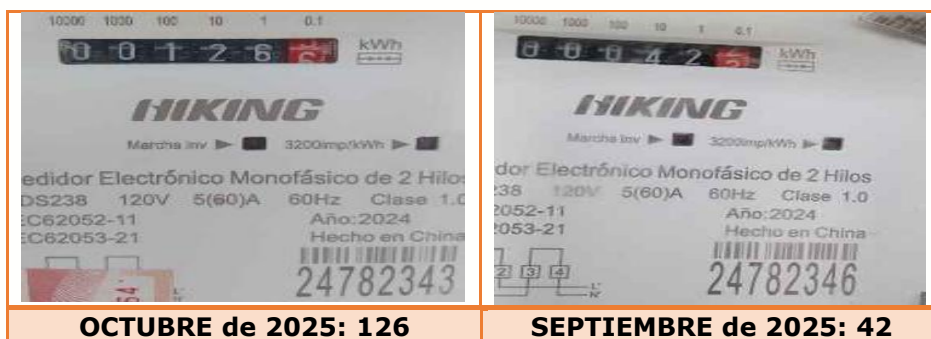 10000 1000 100 10 1 0.1
0 0 1 2 6 6
kWh
HIKING
Marcha Inv 3200imp/kWh
edidor Electrónico Monofásico de 2 Hilos
DS238 120V 5(60)A 60Hz Clase 1.0
EC62052-11 Año:2024
EC62053-21 Hecho en China
24782343
OCTUBRE de 2025: 126
10000 1000 100 10 1 0.1
0 0 0 4 2
kWh
HIKING
Marcha Inv 3200imp/kWh
dor Electrónico Monofásico de 2 Hilos
238 120V 5(60)A 60Hz Clase 1.0
2052-11 Año:2024
2053-21 Hecho en China
2 3 4
L'
N'
24782346
SEPTIEMBRE de 2025: 42